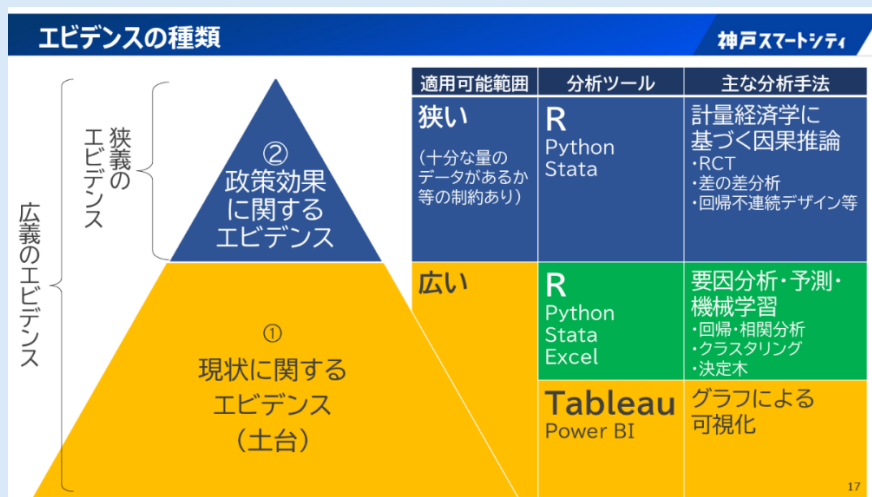 エビデンスの種類
神戸スマートシティ
広義のエビデンス
狭義の
エビデンス
②
政策効果
に関する
エビデンス
①
現状に関する
エビデンス
(土台)
適用可能範囲
分析ツール
主な分析手法
狭い
(十分な量の
データがあるか
等の制約あり)
R
Python
Stata
計量経済学に
基づく因果推論
・RCT
・差の差分析
・回帰不連続デザイン等
広い
R
Python
Stata
Excel
要因分析・予測・
機械学習
・回帰・相関分析
・クラスタリング
・決定木
Tableau
Power BI
グラフによる
可視化
17